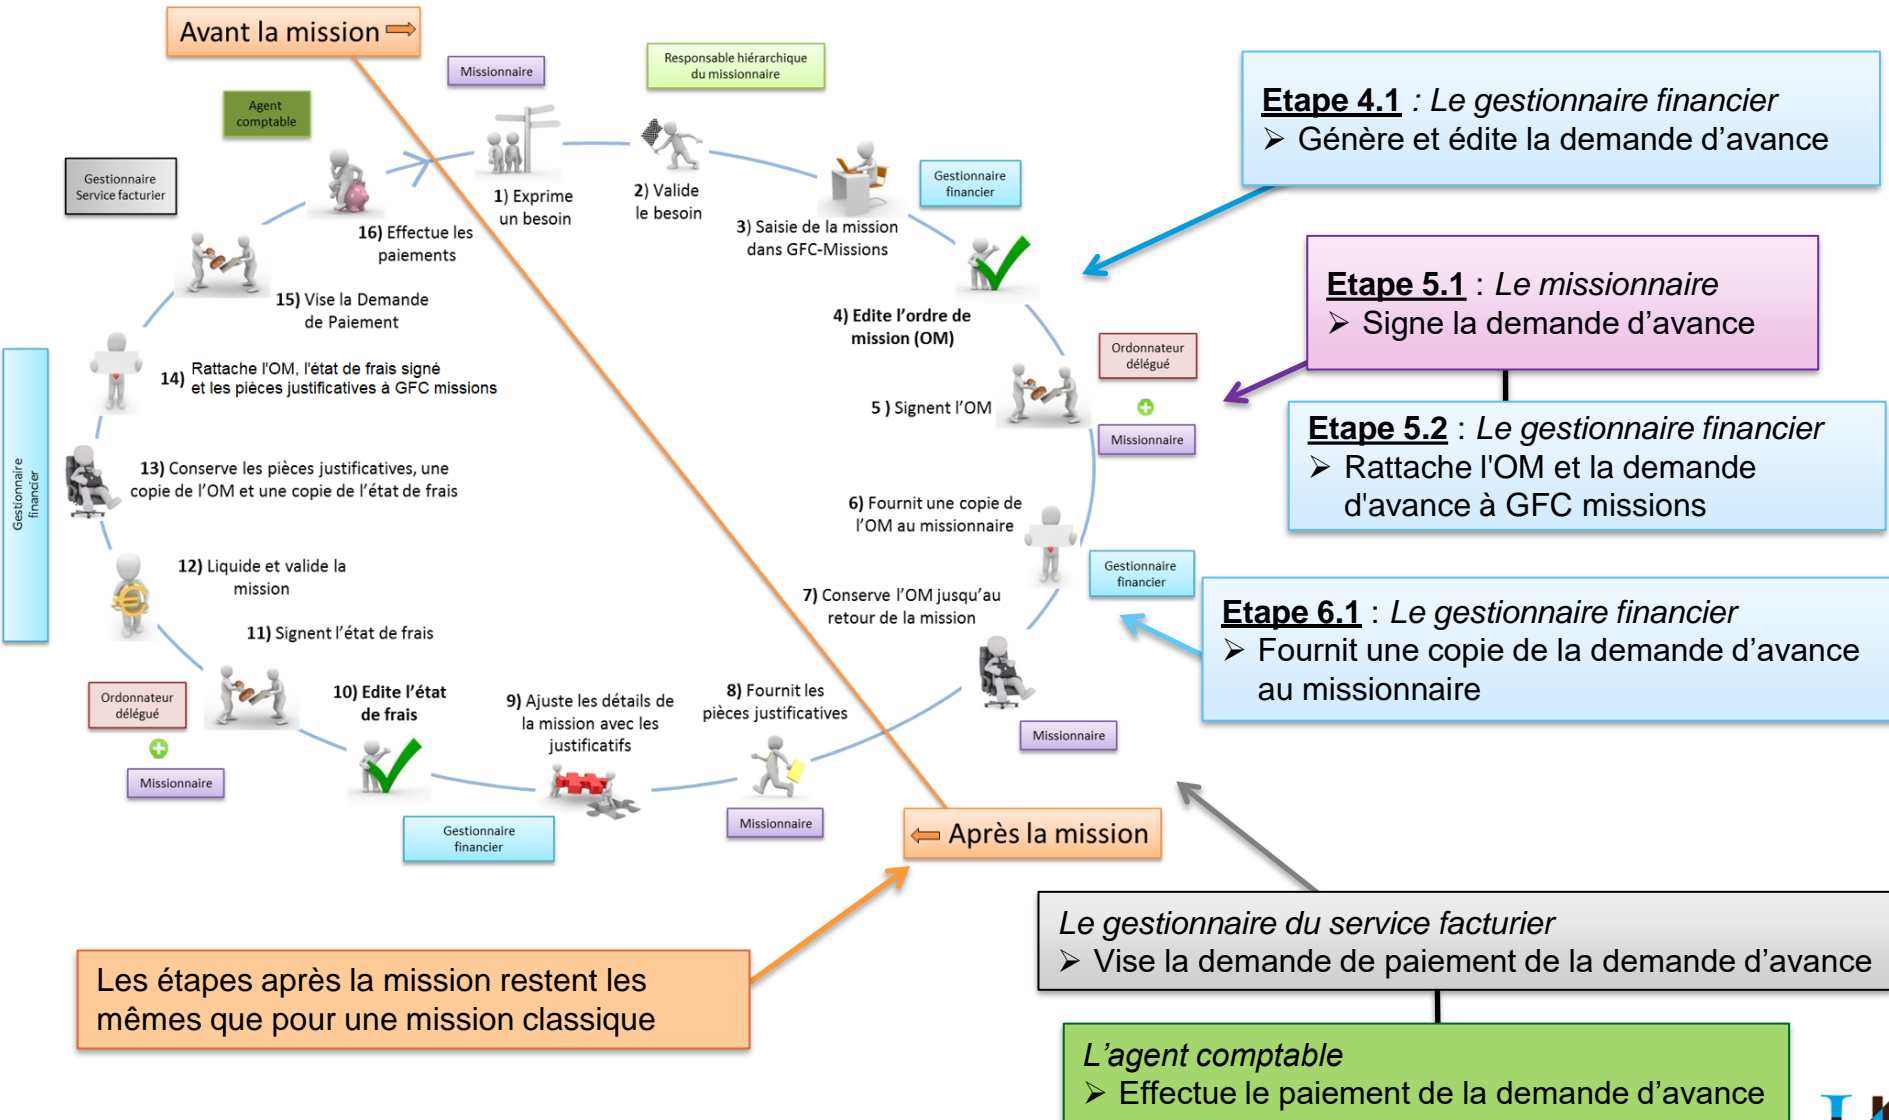 Avant la mission
Missionnaire
Responsable hiérarchique
du missionnaire
Agent
comptable
Gestionnaire
Service facturier
Gestionnaire
financier
1) Exprime
un besoin
2) Valide
le besoin
3) Saisie de la mission
dans GFC-Missions
4) Edite l’ordre de
mission (OM)
Ordonnateur
délégué
Missionnaire
5 ) Signent l’OM
6) Fournit une copie de
l’OM au missionnaire
Gestionnaire
financier
7) Conserve l’OM jusqu’au
retour de la mission
Missionnaire
8) Fournit les
pièces justificatives
Missionnaire
9) Ajuste les détails de
la mission avec les
justificatifs
Gestionnaire
financier
10) Edite l’état
de frais
11) Signent l’état de frais
Ordonnateur
délégué
Missionnaire
12) Liquide et valide la
mission
13) Conserve les pièces justificatives, une
copie de l’OM et une copie de l’état de frais
Gestionnaire
financier
14) Rattache l'OM, l'état de frais signé
et les pièces justificatives à GFC missions
15) Vise la Demande
de Paiement
16) Effectue les
paiements
Après la mission
Etape 4.1 : Le gestionnaire financier
➢ Génère et édite la demande d’avance
Etape 5.1 : Le missionnaire
➢ Signe la demande d’avance
Etape 5.2 : Le gestionnaire financier
➢ Rattache l'OM et la demande
d'avance à GFC missions
Etape 6.1 : Le gestionnaire financier
➢ Fournit une copie de la demande d’avance
au missionnaire
Le gestionnaire du service facturier
➢ Vise la demande de paiement de la demande d’avance
L’agent comptable
➢ Effectue le paiement de la demande d’avance
Les étapes après la mission restent les
mêmes que pour une mission classique